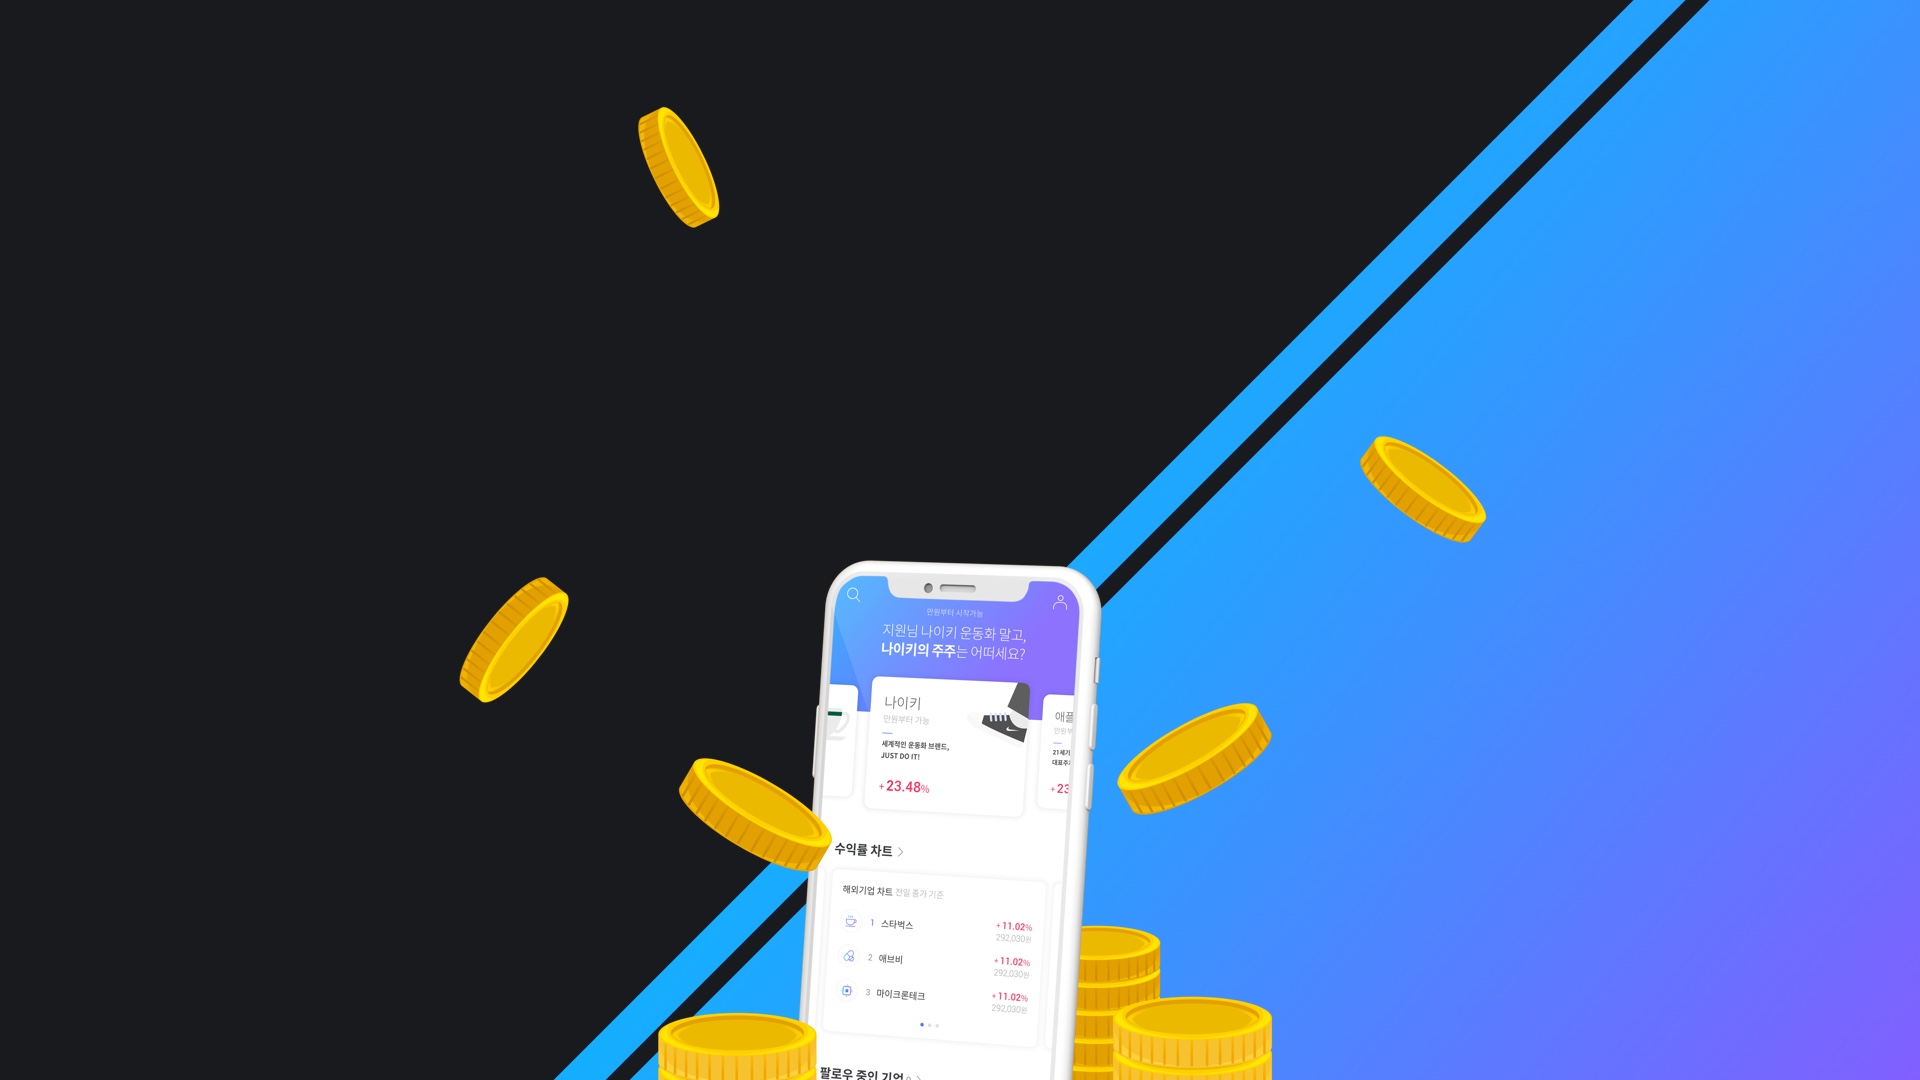 만원부터 시작가능
지원님 나이키 운동화 말고,
나이키의 주주는 어떠세요?
나이키
만원부터 가능
세계적인 운동화 브랜드,
JUST DO IT!
+23.48%
애플
만원부
21세기
대표주
+23
수익률 차트 >
해외기업 차트 전일 종가 기준
1 스타벅스 +11.02%
292,030원
2 애브비 +11.02%
292,030원
3 마이크론테크 +11.02%
292,030원
팔로우 중인 기업